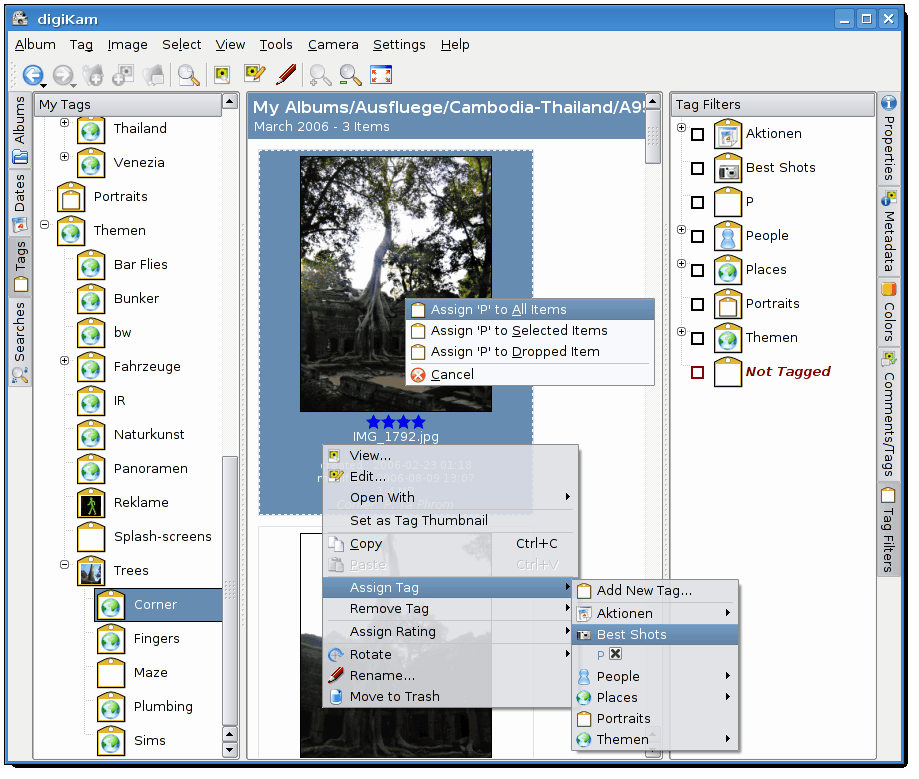 digiKam
Album Tag Image Select View Tools Camera Settings Help
Albums
Dates
Tags
Searches
My Tags
Thailand
Venezia
Portraits
Themen
Bar Flies
Bunker
bw
Fahrzeuge
IR
Naturkunst
Panoramen
Reklame
Splash-screens
Trees
Corner
Fingers
Maze
Plumbing
Sims
My Albums/Ausfluege/Cambodia-Thailand/A95
March 2006 - 3 Items
Assign 'P' to All Items
Assign 'P' to Selected Items
Assign 'P' to Dropped Item
Cancel
IMG_1792.jpg
View...
Edit...
Open With
Set as Tag Thumbnail
Copy Ctrl+C
Paste Ctrl+V
Assign Tag
Remove Tag
Assign Rating
Rotate
Rename...
Move to Trash
Add New Tag...
Aktionen
Best Shots
P
People
Places
Portraits
Themen
Tag Filters
Aktionen
Best Shots
P
People
Places
Portraits
Themen
Not Tagged
Properties
Metadata
Colors
Comments/Tags
Tag Filters